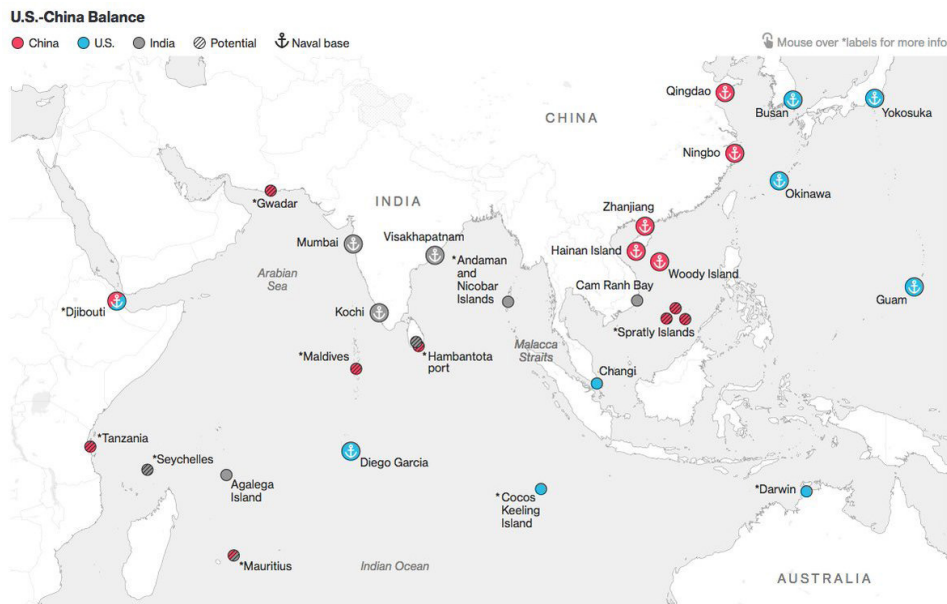 U.S.-China Balance
China U.S. India Potential Naval base
Mouse over *labels for more info
Qingdao
Busan
Yokosuka
CHINA
Ningbo
Okinawa
*Gwadar
INDIA
Zhanjiang
Mumbai
Visakhapatnam
Hainan Island
*Andaman
and
Nicobar
Islands
Woody Island
Arabian
Sea
Cam Ranh Bay
Guam
*Djibouti
Kochi
*Spratly Islands
*Maldives
*Hambantota
port
Malacca
Straits
Changi
*Tanzania
*Seychelles
Diego Garcia
Agalega
Island
*Cocos
Keeling
Island
*Darwin
*Mauritius
Indian Ocean
AUSTRALIA